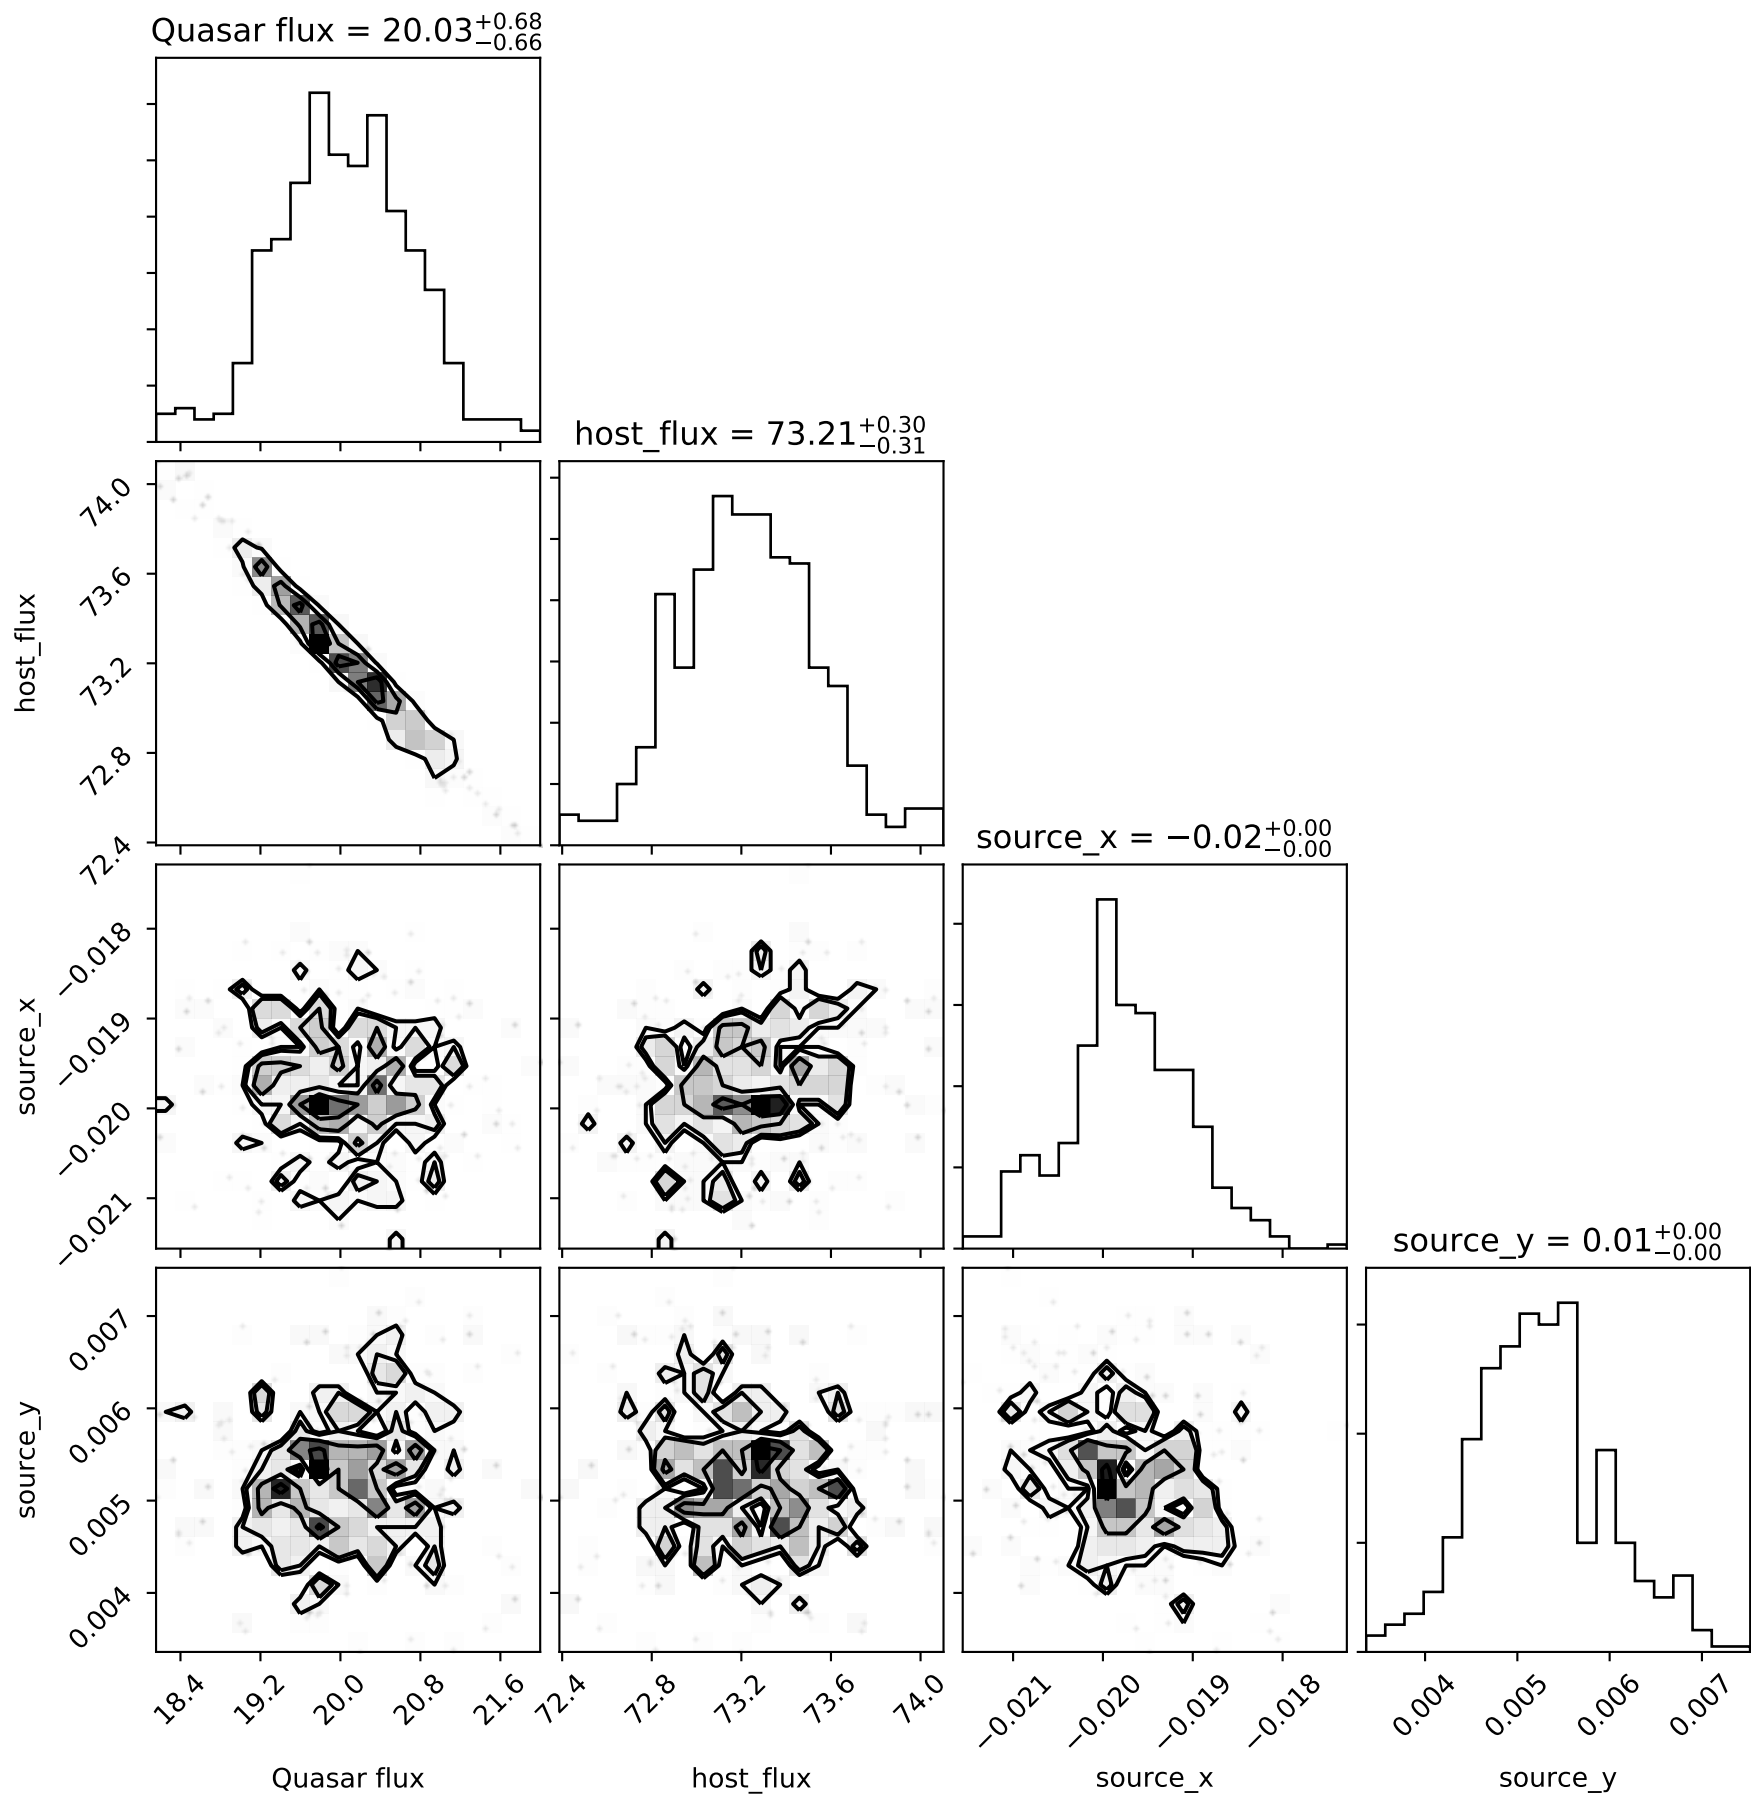 Quasar flux = 20.03 +0.68 −0.66
host_flux = 73.21 +0.30 −0.31
74.0
73.6
73.2
72.8
72.4
host_flux
source_x = −0.02 +0.00 −0.00
−0.018
−0.019
−0.020
−0.021
source_x
source_y = 0.01 +0.00 −0.00
0.007
0.006
0.005
0.004
source_y
18.4 19.2 20.0 20.8 21.6 72.4 72.8 73.2 73.6 74.0 −0.021 −0.020 −0.019 −0.018 0.004 0.005 0.006 0.007
Quasar flux host_flux source_x source_y